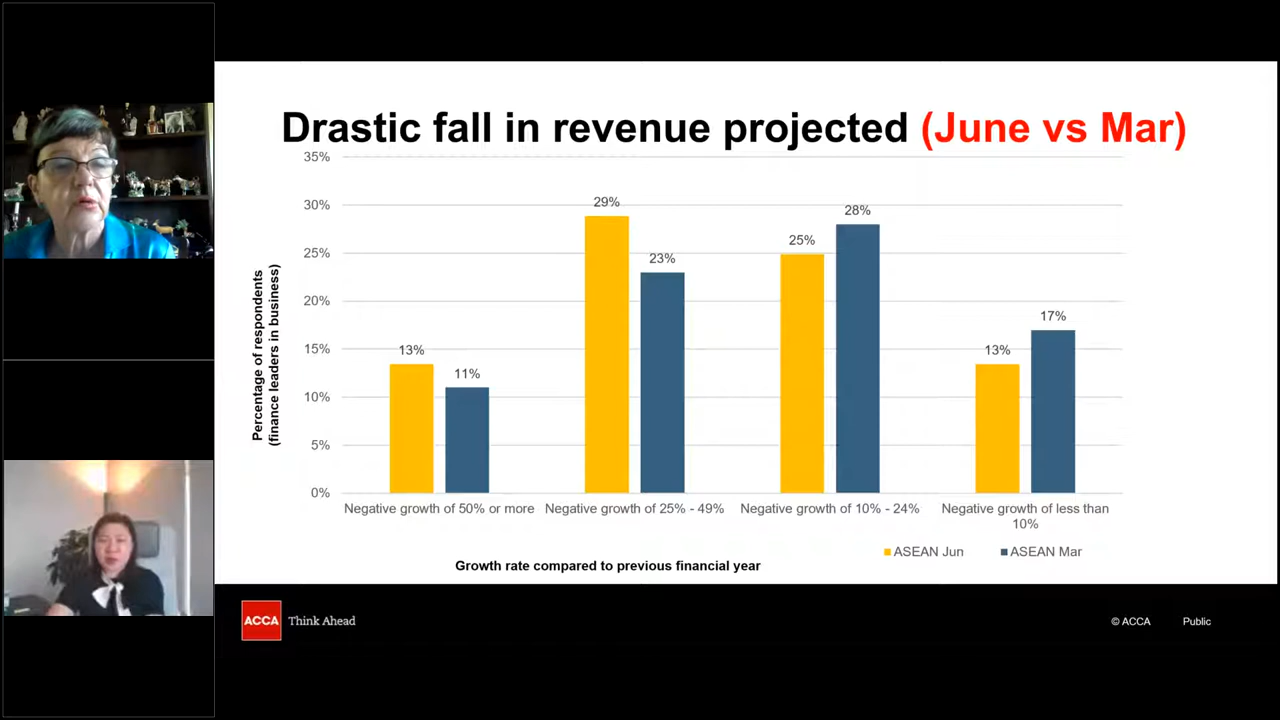 Drastic fall in revenue projected (June vs Mar)
35%
30%
25%
20%
15%
10%
5%
0%
Percentage of respondents
(finance leaders in business)
13%
11%
29%
23%
25%
28%
13%
17%
Negative growth of 50% or more
Negative growth of 25% - 49%
Negative growth of 10% - 24%
Negative growth of less than
10%
ASEAN Jun
ASEAN Mar
Growth rate compared to previous financial year
ACCA
Think Ahead
© ACCA
Public